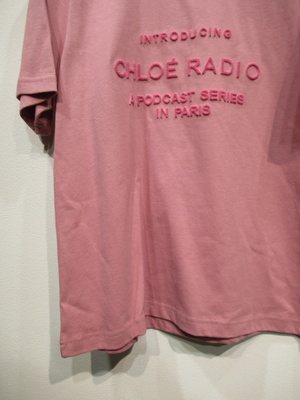 INTRODUCING
CHLOÉ RADIO
A PODCAST SERIES
IN PARIS